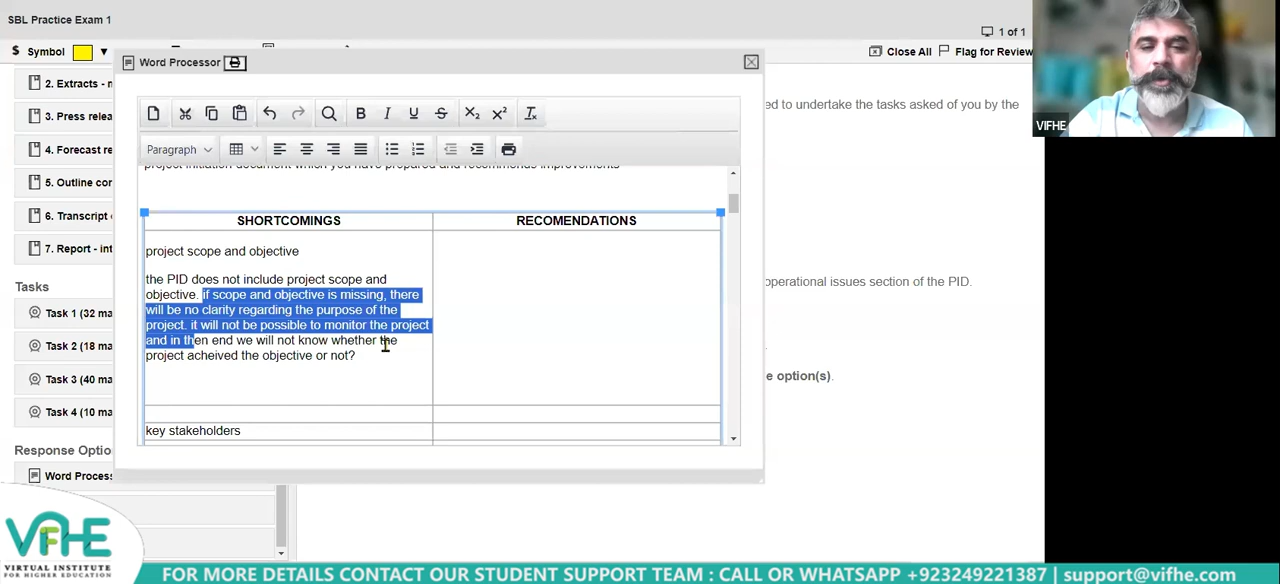 SBL Practice Exam 1
1 of 1
$ Symbol
Close All
Flag for Review
2. Extracts -
3. Press relea
4. Forecast re
5. Outline cor
6. Transcript
7. Report - int
Tasks
Task 1 (32 ma
Task 2 (18 ma
Task 3 (40 ma
Task 4 (10 ma
Response Optio
Word Process
Word Processor
Paragraph
project initiation document which you have prepared and recommends improvements
SHORTCOMINGS
RECOMENDATIONS
project scope and objective
the PID does not include project scope and
objective. if scope and objective is missing, there
will be no clarity regarding the purpose of the
project. it will not be possible to monitor the project
and in then end we will not know whether the
project acheived the objective or not?
key stakeholders
ed to undertake the tasks asked of you by the
operational issues section of the PID.
e option(s).
VIFHE
VIFHE
VIRTUAL INSTITUTE
FOR HIGHER EDUCATION
FOR MORE DETAILS CONTACT OUR STUDENT SUPPORT TEAM : CALL OR WHATSAPP +923249221387 | support@vifhe.com